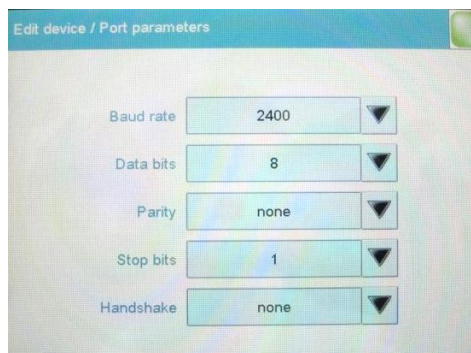 Edit device / Port parameters
Baud rate 2400
Data bits 8
Parity none
Stop bits 1
Handshake none